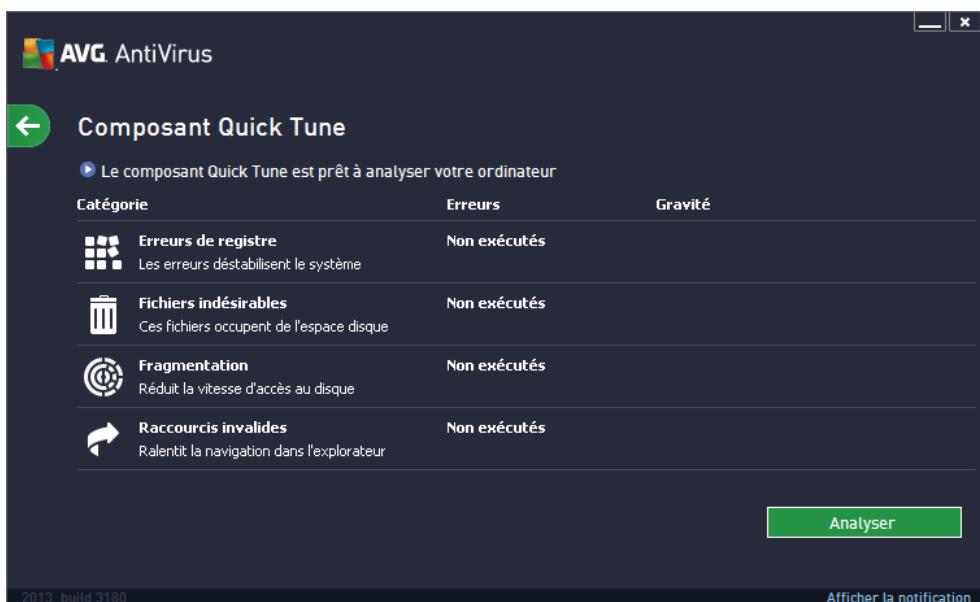 AVG. AntiVirus
Composant Quick Tune
Le composant Quick Tune est prêt à analyser votre ordinateur
Catégorie Erreurs Gravité
Erreurs de registre Non exécutés
Les erreurs déstabilisent le système
Fichiers indésirables Non exécutés
Ces fichiers occupent de l'espace disque
Fragmentation Non exécutés
Réduit la vitesse d'accès au disque
Raccourcis invalides Non exécutés
Ralentit la navigation dans l'explorateur
Analyser
2013 build 3180 Afficher la notification